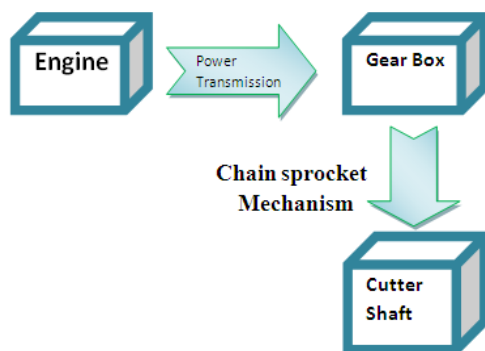 Engine
Power
Transmission
Gear Box
Chain sprocket
Mechanism
Cutter
Shaft